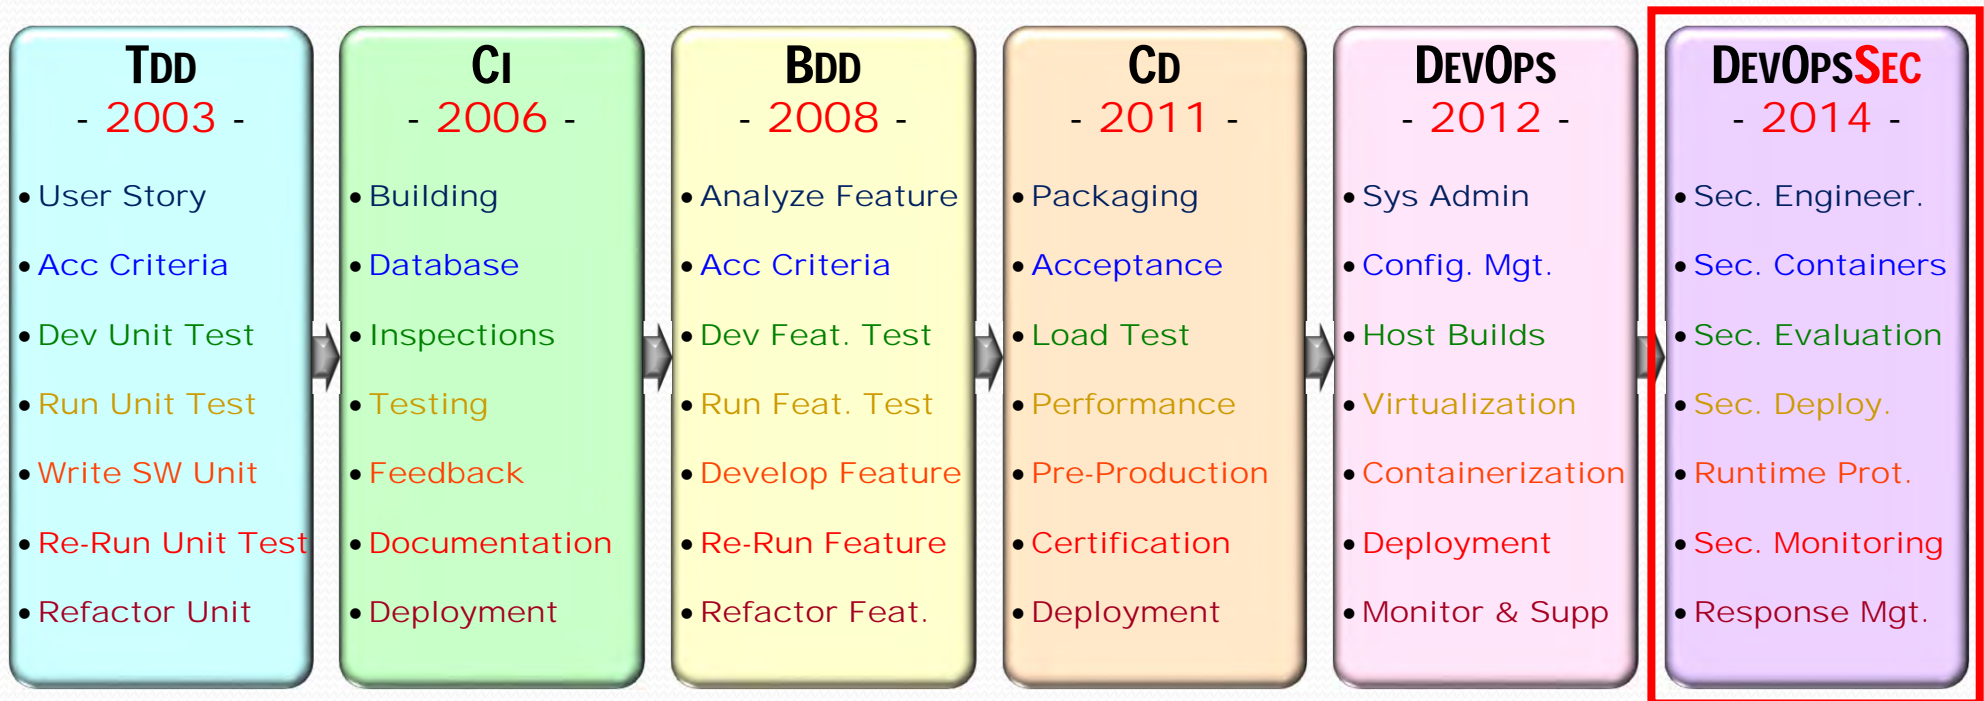 TDD
- 2003 -
• User Story
• Acc Criteria
• Dev Unit Test
• Run Unit Test
• Write SW Unit
• Re-Run Unit Test
• Refactor Unit
CI
- 2006 -
• Building
• Database
• Inspections
• Testing
• Feedback
• Documentation
• Deployment
BDD
- 2008 -
• Analyze Feature
• Acc Criteria
• Dev Feat. Test
• Run Feat. Test
• Develop Feature
• Re-Run Feature
• Refactor Feat.
CD
- 2011 -
• Packaging
• Acceptance
• Load Test
• Performance
• Pre-Production
• Certification
• Deployment
DEVOPS
- 2012 -
• Sys Admin
• Config. Mgt.
• Host Builds
• Virtualization
• Containerization
• Deployment
• Monitor & Supp
DEVOPSSEC
- 2014 -
• Sec. Engineer.
• Sec. Containers
• Sec. Evaluation
• Sec. Deploy.
• Runtime Prot.
• Sec. Monitoring
• Response Mgt.